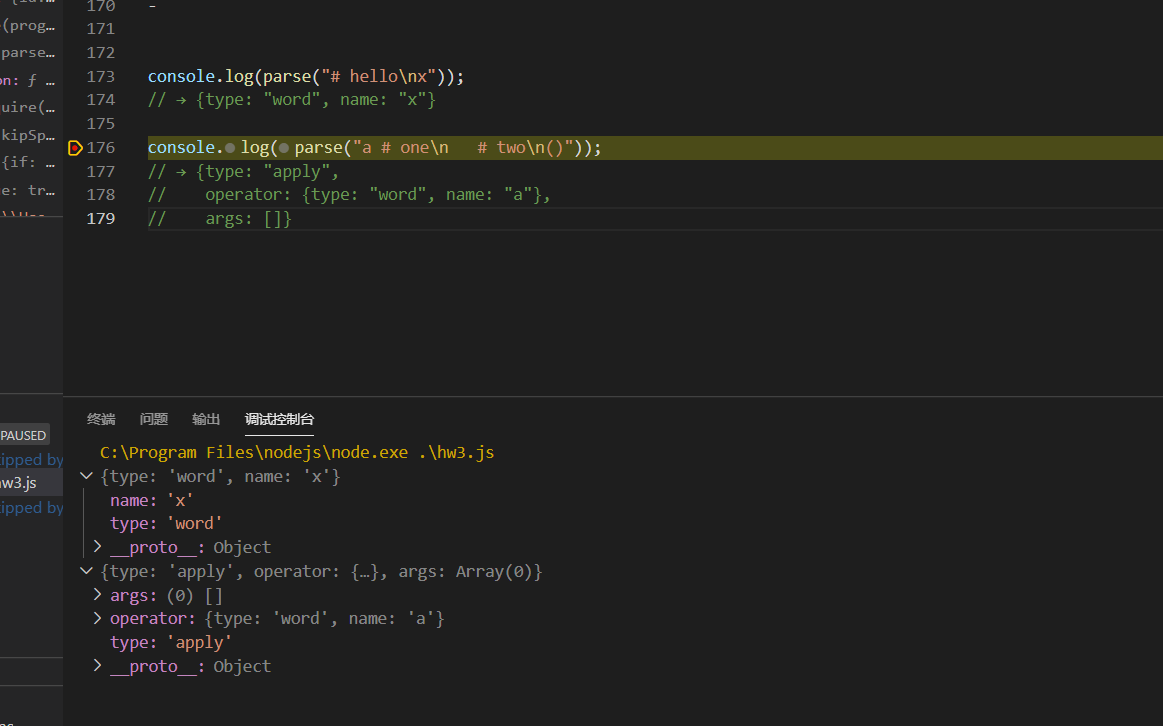 170 -
(prog…
171
parse…
172
on: ƒ …
173 console.log(parse("# hello\nx"));
174 // → {type: "word", name: "x"}
uire(…
175
kipSp…
176 console.log(parse("a # one\n   # two\n()"));
{if: …
177 // → {type: "apply",
e: tr…
178 //    operator: {type: "word", name: "a"},
179 //    args: []}
终端 问题 输出 调试控制台
PAUSED
C:\Program Files\nodejs\node.exe .\hw3.js
ipped by
{type: 'word', name: 'x'}
w3.js
name: 'x'
ipped by
type: 'word'
__proto__: Object
{type: 'apply', operator: {…}, args: Array(0)}
args: (0) []
operator: {type: 'word', name: 'a'}
type: 'apply'
__proto__: Object